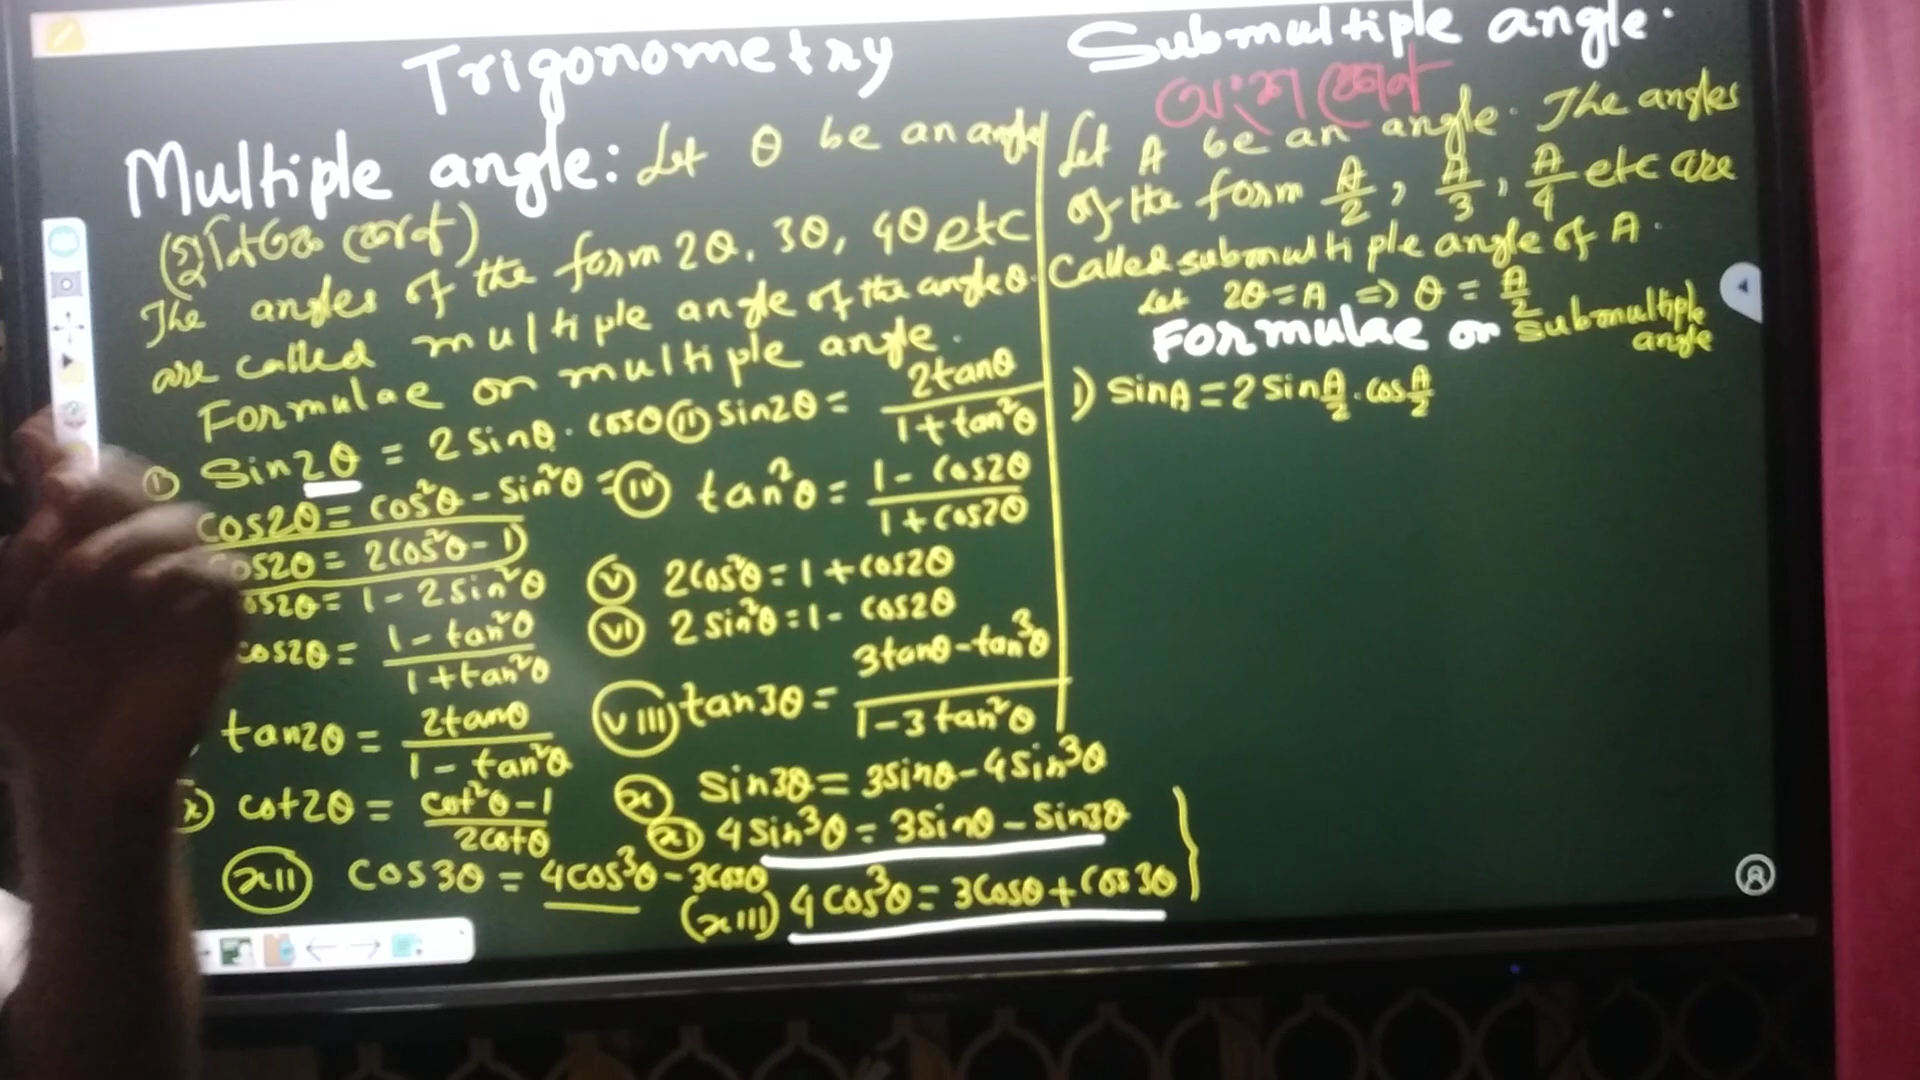 Trigonometry
Multiple angle: Let θ be an angle
(গুণিতক কোণ)
The angles of the form 2θ, 3θ, 4θ etc
are called multiple angle of the angle θ.
Formulae on multiple angle.
(i) Sin2θ = 2sinθ.cosθ (ii) sin2θ = 2tanθ/1+tan²θ
cos2θ = cos²θ - sin²θ = (iv) tan²θ = 1-cos2θ/1+cos2θ
cos2θ = 2cos²θ-1
cos2θ = 1-2sin²θ (v) 2cos²θ = 1+cos2θ
(vi) 2sin²θ = 1-cos2θ
cos2θ = 1-tan²θ/1+tan²θ
tan2θ = 2tanθ/1-tan²θ (viii) tan3θ = 3tanθ-tan³θ/1-3tan²θ
cot2θ = cot²θ-1/2cotθ (x) sin3θ = 3sinθ-4sin³θ
(xi) 4sin³θ = 3sinθ-sin3θ
(xii) cos3θ = 4cos³θ-3cosθ
(xiii) 4cos³θ = 3cosθ+cos3θ
Submultiple angle.
অংশ কোণ
Let A be an angle. The angles
of the form A/2, A/3, A/4 etc are
called submultiple angle of A.
Let 2θ = A ⇒ θ = A/2
Formulae on submultiple
angle
i) sinA = 2sinA/2.cosA/2